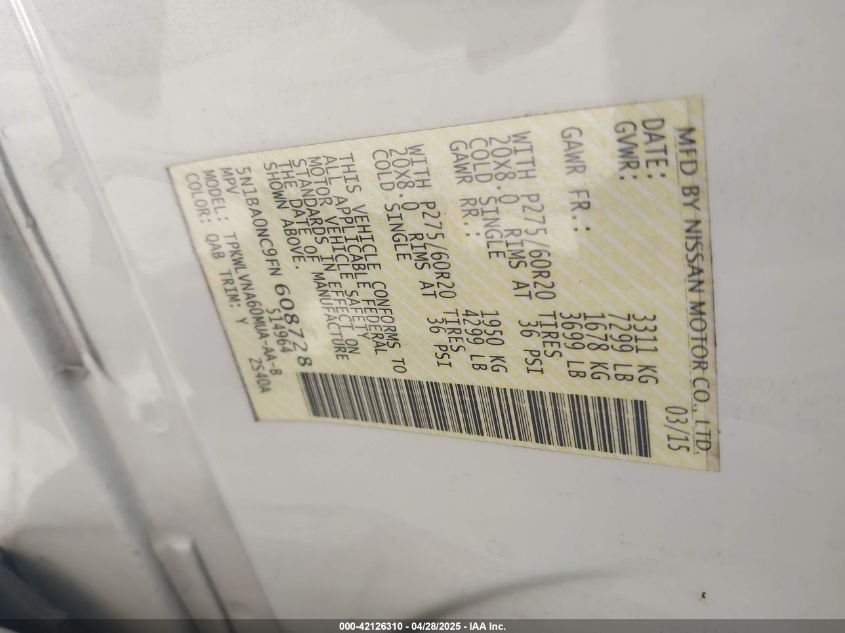 MFD BY NISSAN MOTOR CO., LTD.
DATE: 03/15
GVWR: 3311 KG
7299 LB
GAWR FR.: 1678 KG
3699 LB
WITH P275/60R20 TIRES
20X8.0 RIMS AT 36 PSI
COLD SINGLE
GAWR RR.: 1950 KG
4299 LB
WITH P275/60R20 TIRES
20X8.0 RIMS AT 36 PSI
COLD SINGLE
THIS VEHICLE CONFORMS TO
ALL APPLICABLE FEDERAL
MOTOR VEHICLE SAFETY
STANDARDS IN EFFECT ON
THE DATE OF MANUFACTURE
SHOWN ABOVE.
5N1BA0NC9FN 608728
MPV 514964
MODEL: TPKWLVNA60MUA-AA-B
COLOR: QAB TRIM: Y ZS40A
000-42126310 - 04/28/2025 - IAA Inc.